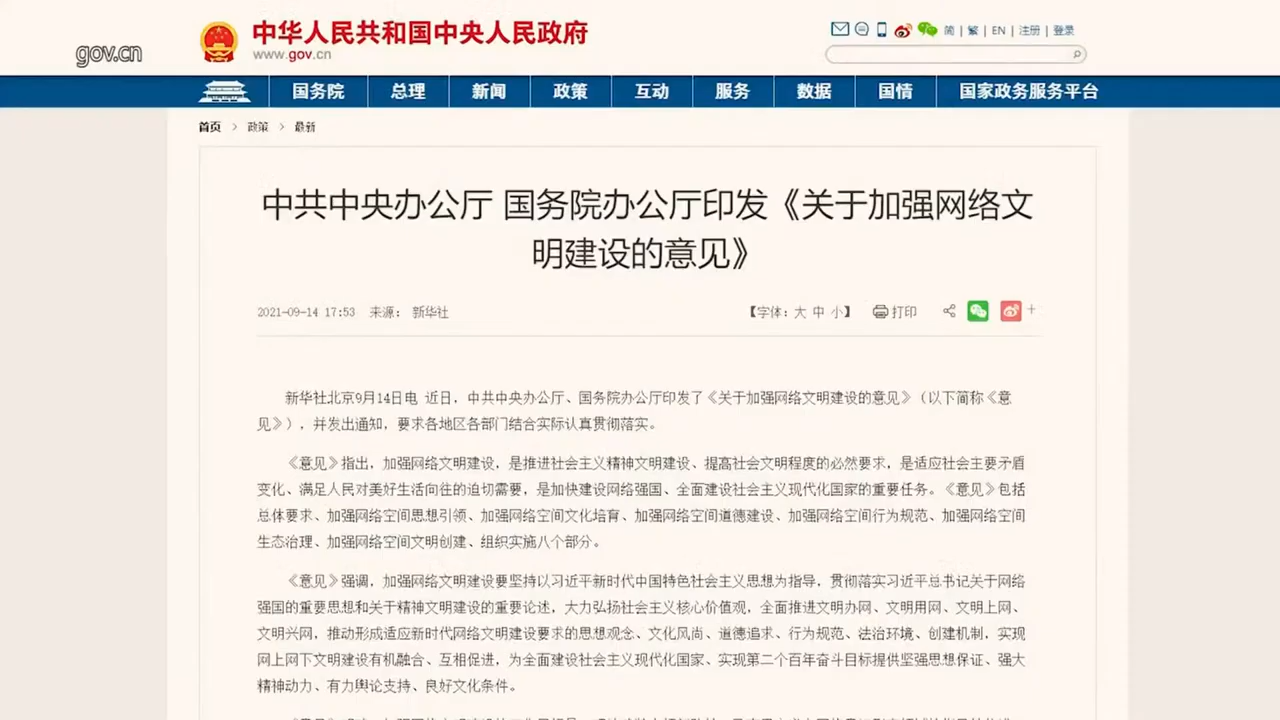 gov.cn
中华人民共和国中央人民政府
www.gov.cn
简 | 繁 | EN | 注册 | 登录
国务院 总理 新闻 政策 互动 服务 数据 国情 国家政务服务平台
首页 > 政策 > 最新
中共中央办公厅 国务院办公厅印发《关于加强网络文
明建设的意见》
2021-09-14 17:53 来源： 新华社 【字体：大 中 小】 打印 +
新华社北京9月14日电 近日，中共中央办公厅、国务院办公厅印发了《关于加强网络文明建设的意见》（以下简称《意
见》），并发出通知，要求各地区各部门结合实际认真贯彻落实。
《意见》指出，加强网络文明建设，是推进社会主义精神文明建设、提高社会文明程度的必然要求，是适应社会主要矛盾
变化、满足人民对美好生活向往的迫切需要，是加快建设网络强国、全面建设社会主义现代化国家的重要任务。《意见》包括
总体要求、加强网络空间思想引领、加强网络空间文化培育、加强网络空间道德建设、加强网络空间行为规范、加强网络空间
生态治理、加强网络空间文明创建、组织实施八个部分。
《意见》强调，加强网络文明建设要坚持以习近平新时代中国特色社会主义思想为指导，贯彻落实习近平总书记关于网络
强国的重要思想和关于精神文明建设的重要论述，大力弘扬社会主义核心价值观，全面推进文明办网、文明用网、文明上网、
文明兴网，推动形成适应新时代网络文明建设要求的思想观念、文化风尚、道德追求、行为规范、法治环境、创建机制，实现
网上网下文明建设有机融合、互相促进，为全面建设社会主义现代化国家、实现第二个百年奋斗目标提供坚强思想保证、强大
精神动力、有力舆论支持、良好文化条件。